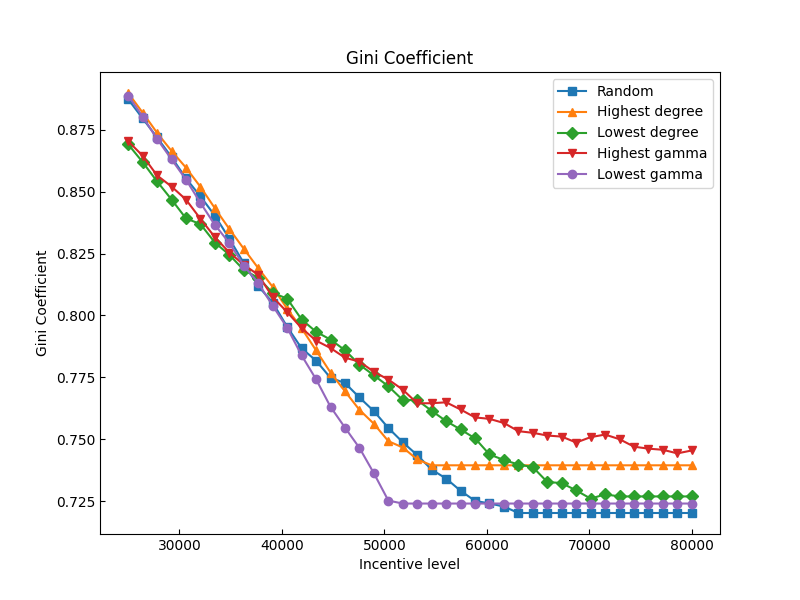 Gini Coefficient
Random
Highest degree
Lowest degree
Highest gamma
Lowest gamma
Gini Coefficient
0.875
0.850
0.825
0.800
0.775
0.750
0.725
30000 40000 50000 60000 70000 80000
Incentive level